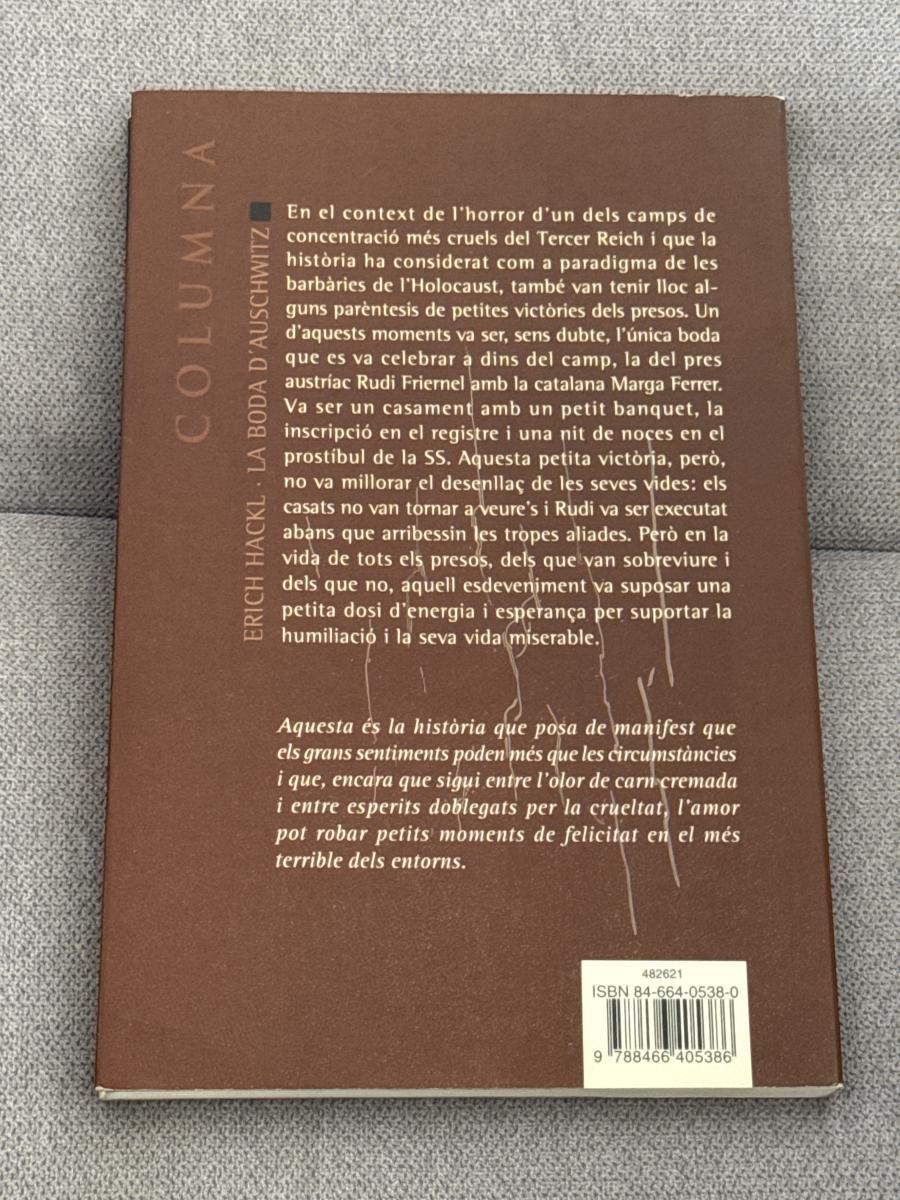 COLUMNA
ERICH HACKL · LA BODA D'AUSCHWITZ
En el context de l'horror d'un dels camps de
concentració més cruels del Tercer Reich i que la
història ha considerat com a paradigma de les
barbàries de l'Holocaust, també van tenir lloc al-
guns parèntesis de petites victòries dels presos. Un
d'aquests moments va ser, sens dubte, l'única boda
que es va celebrar a dins del camp, la del pres
austríac Rudi Friernel amb la catalana Marga Ferrer.
Va ser un casament amb un petit banquet, la
inscripció en el registre i una nit de noces en el
prostíbul de la SS. Aquesta petita victòria, però,
no va millorar el desenllaç de les seves vides: els
casats no van tornar a veure's i Rudi va ser executat
abans que arribessin les tropes aliades. Però en la
vida de tots els presos, dels que van sobreviure i
dels que no, aquell esdeveniment va suposar una
petita dosi d'energia i esperança per suportar la
humiliació i la seva vida miserable.
Aquesta és la història que posa de manifest que
els grans sentiments poden més que les circumstàncies
i que, encara que sigui entre l'olor de carn cremada
i entre esperits doblegats per la crueltat, l'amor
pot robar petits moments de felicitat en el més
terrible dels entorns.
482621
ISBN 84-664-0538-0
9 788466 405386